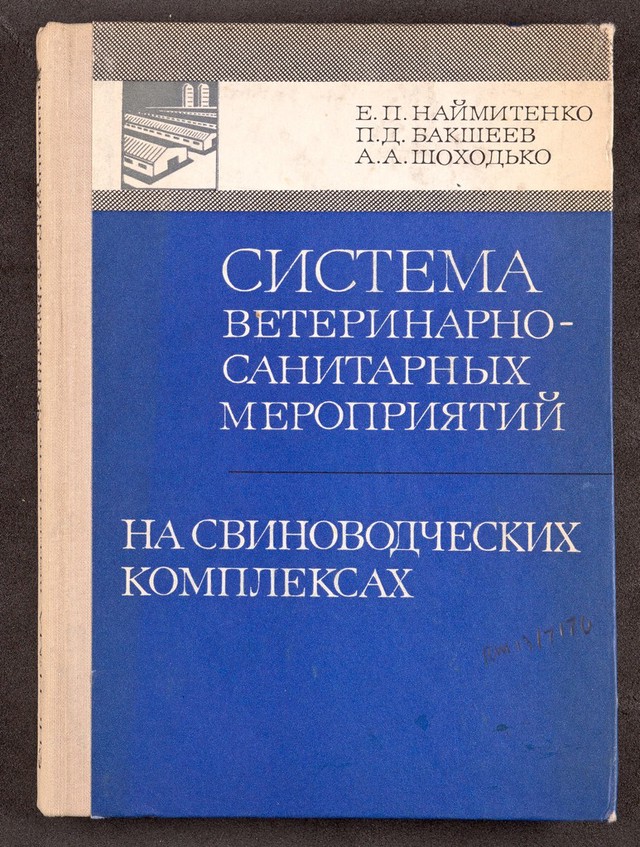 Е. П. НАЙМИТЕНКО
П. Д. БАКШЕЕВ
А. А. ШОХОДЬКО
СИСТЕМА
ВЕТЕРИНАРНО-
САНИТАРНЫХ
МЕРОПРИЯТИЙ
НА СВИНОВОДЧЕСКИХ
КОМПЛЕКСАХ